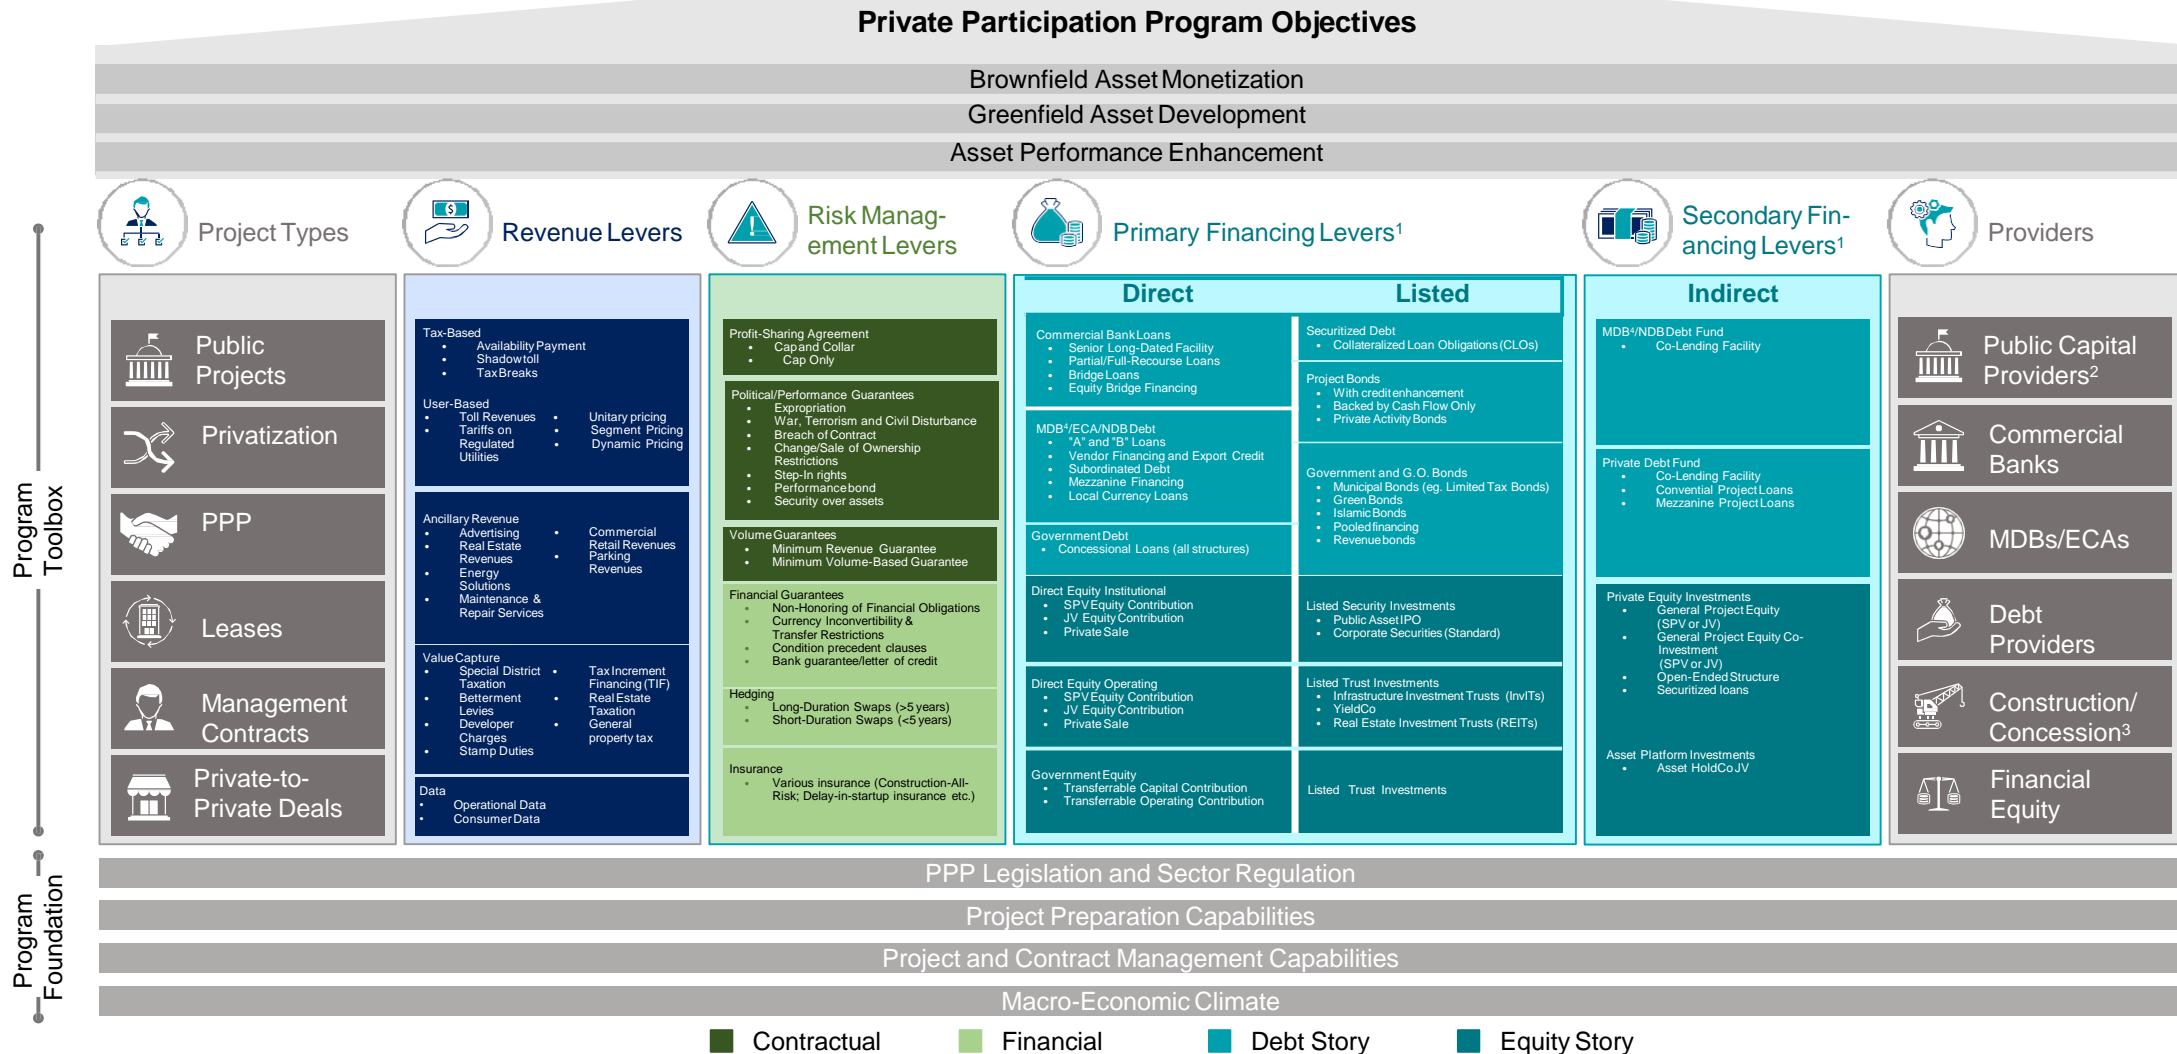 Private Participation Program Objectives
Brownfield Asset Monetization
Greenfield Asset Development
Asset Performance Enhancement
Program
Toolbox
Program
Foundation
Project Types
Public
Projects
Privatization
PPP
Leases
Management
Contracts
Private-to-
Private Deals
Revenue Levers
Tax-Based
• Availability Payment
• Shadow toll
• Tax Breaks
User-Based
• Toll Revenues
• Tariffs on
Regulated
Utilities
• Unitary pricing
• Segment Pricing
• Dynamic Pricing
Ancillary Revenue
• Advertising
• Real Estate
Revenues
• Energy
Solutions
• Maintenance &
Repair Services
• Commercial
Retail Revenues
• Parking
Revenues
Value Capture
• Special District
Taxation
• Betterment
Levies
• Developer
Charges
• Stamp Duties
• Tax Increment
Financing (TIF)
• Real Estate
Taxation
• General
property tax
Data
• Operational Data
• Consumer Data
Risk Manag-
ement Levers
Profit-Sharing Agreement
• Cap and Collar
• Cap Only
Political/Performance Guarantees
• Expropriation
• War, Terrorism and Civil Disturbance
• Breach of Contract
• Change/Sale of Ownership
Restrictions
• Step-In rights
• Performance bond
• Security over assets
Volume Guarantees
• Minimum Revenue Guarantee
• Minimum Volume-Based Guarantee
Financial Guarantees
• Non-Honoring of Financial Obligations
• Currency Inconvertibility &
Transfer Restrictions
• Condition precedent clauses
• Bank guarantee/letter of credit
Hedging
• Long-Duration Swaps (>5 years)
• Short-Duration Swaps (<5 years)
Insurance
• Various insurance (Construction-All-
Risk; Delay-in-startup insurance etc.)
Primary Financing Levers¹
Direct
Commercial Bank Loans
• Senior Long-Dated Facility
• Partial/Full-Recourse Loans
• Bridge Loans
• Equity Bridge Financing
MDB⁴/ECA/NDB Debt
• "A" and "B" Loans
• Vendor Financing and Export Credit
• Subordinated Debt
• Mezzanine Financing
• Local Currency Loans
Government Debt
• Concessional Loans (all structures)
Direct Equity Institutional
• SPV Equity Contribution
• JV Equity Contribution
• Private Sale
Direct Equity Operating
• SPV Equity Contribution
• JV Equity Contribution
• Private Sale
Government Equity
• Transferrable Capital Contribution
• Transferrable Operating Contribution
Listed
Securitized Debt
• Collateralized Loan Obligations (CLOs)
Project Bonds
• With credit enhancement
• Backed by Cash Flow Only
• Private Activity Bonds
Government and G.O. Bonds
• Municipal Bonds (eg. Limited Tax Bonds)
• Green Bonds
• Islamic Bonds
• Pooled financing
• Revenue bonds
Listed Security Investments
• Public Asset IPO
• Corporate Securities (Standard)
Listed Trust Investments
• Infrastructure Investment Trusts (InvITs)
• YieldCo
• Real Estate Investment Trusts (REITs)
Listed Trust Investments
Secondary Fin-
ancing Levers¹
Indirect
MDB⁴/NDB Debt Fund
• Co-Lending Facility
Private Debt Fund
• Co-Lending Facility
• Convential Project Loans
• Mezzanine Project Loans
Private Equity Investments
• General Project Equity
(SPV or JV)
• General Project Equity Co-
Investment
(SPV or JV)
• Open-Ended Structure
• Securitized loans
Asset Platform Investments
• Asset HoldCo JV
Providers
Public Capital
Providers²
Commercial
Banks
MDBs/ECAs
Debt
Providers
Construction/
Concession³
Financial
Equity
PPP Legislation and Sector Regulation
Project Preparation Capabilities
Project and Contract Management Capabilities
Macro-Economic Climate
Contractual
Financial
Debt Story
Equity Story